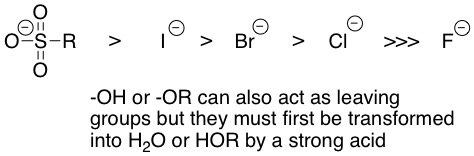 O⊖
O–S–R > I⊖ > Br⊖ > Cl⊖ >>> F⊖
O
-OH or -OR can also act as leaving
groups but they must first be transformed
into H₂O or HOR by a strong acid